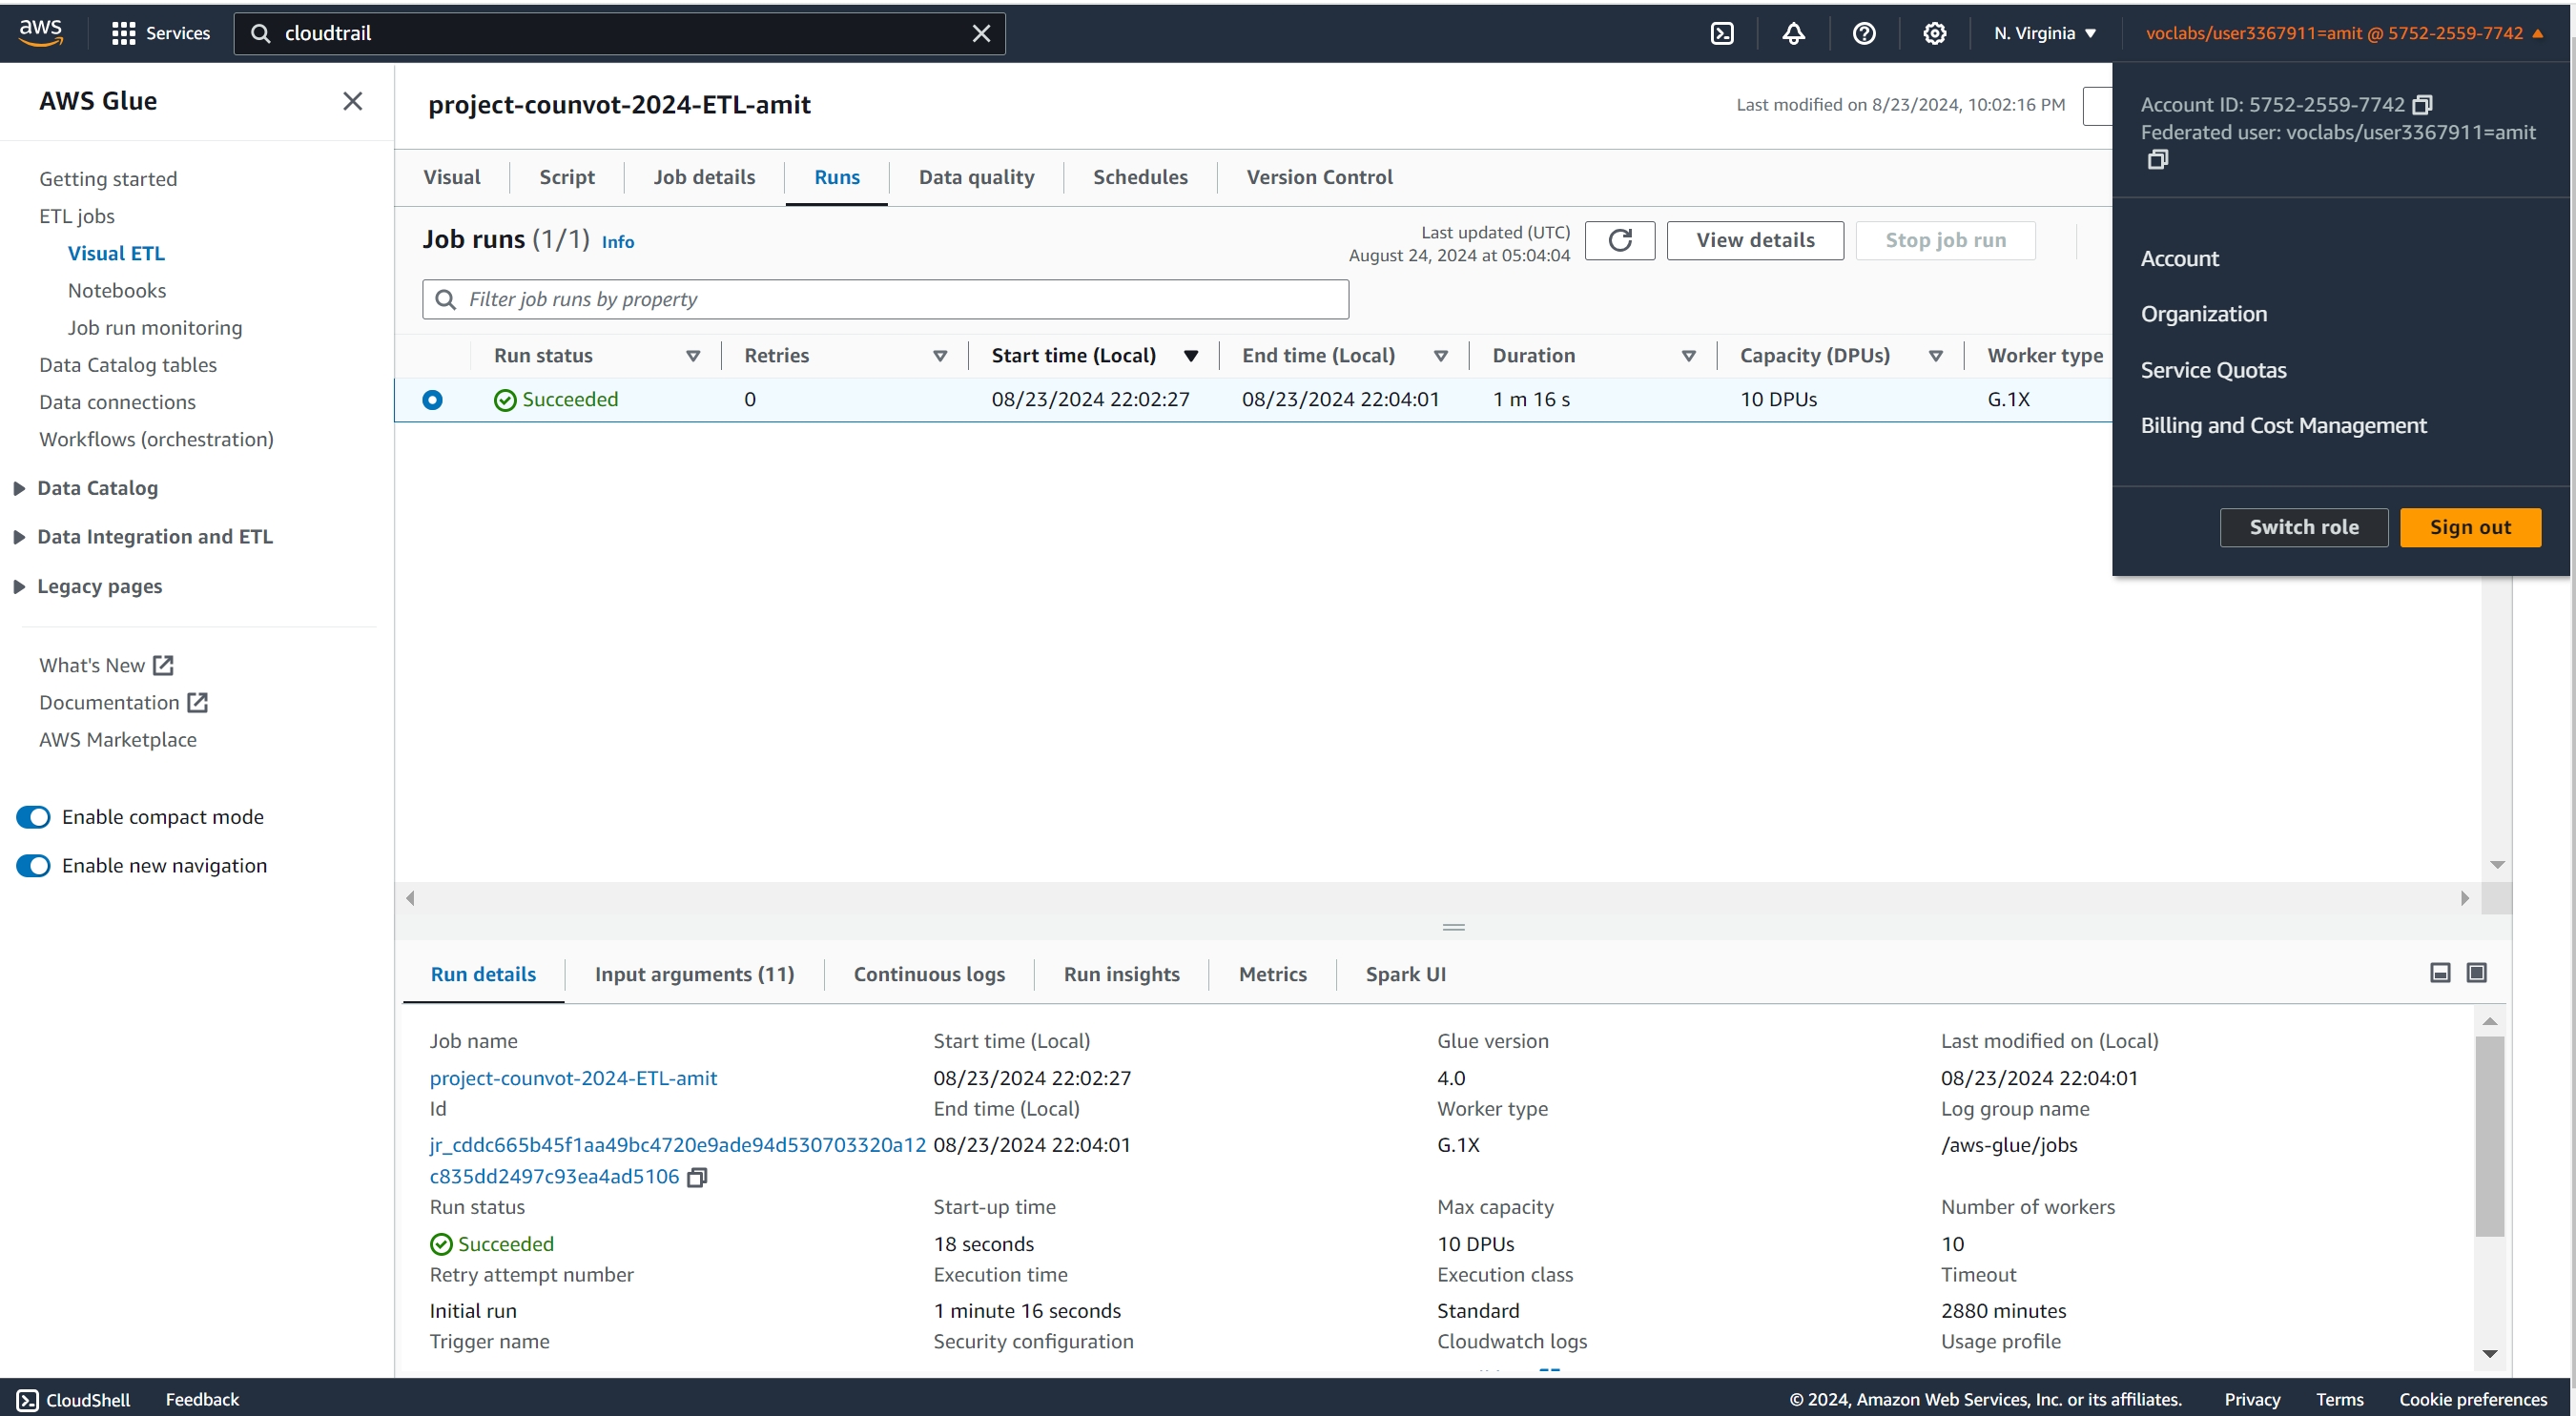 aws
Services
cloudtrail
N. Virginia
voclabs/user3367911=amit @ 5752-2559-7742
Account ID: 5752-2559-7742
Federated user: voclabs/user3367911=amit
Account
Organization
Service Quotas
Billing and Cost Management
Switch role
Sign out
AWS Glue
Getting started
ETL jobs
Visual ETL
Notebooks
Job run monitoring
Data Catalog tables
Data connections
Workflows (orchestration)
Data Catalog
Data Integration and ETL
Legacy pages
What's New
Documentation
AWS Marketplace
Enable compact mode
Enable new navigation
project-counvot-2024-ETL-amit
Last modified on 8/23/2024, 10:02:16 PM
Visual Script Job details Runs Data quality Schedules Version Control
Job runs (1/1) Info
Last updated (UTC)
August 24, 2024 at 05:04:04
View details
Stop job run
Filter job runs by property
Run status Retries Start time (Local) End time (Local) Duration Capacity (DPUs) Worker type
Succeeded 0 08/23/2024 22:02:27 08/23/2024 22:04:01 1 m 16 s 10 DPUs G.1X
Run details Input arguments (11) Continuous logs Run insights Metrics Spark UI
Job name Start time (Local) Glue version Last modified on (Local)
project-counvot-2024-ETL-amit 08/23/2024 22:02:27 4.0 08/23/2024 22:04:01
Id End time (Local) Worker type Log group name
jr_cddc665b45f1aa49bc4720e9ade94d530703320a12 08/23/2024 22:04:01 G.1X /aws-glue/jobs
c835dd2497c93ea4ad5106
Run status Start-up time Max capacity Number of workers
Succeeded 18 seconds 10 DPUs 10
Retry attempt number Execution time Execution class Timeout
Initial run 1 minute 16 seconds Standard 2880 minutes
Trigger name Security configuration Cloudwatch logs Usage profile
CloudShell Feedback © 2024, Amazon Web Services, Inc. or its affiliates. Privacy Terms Cookie preferences